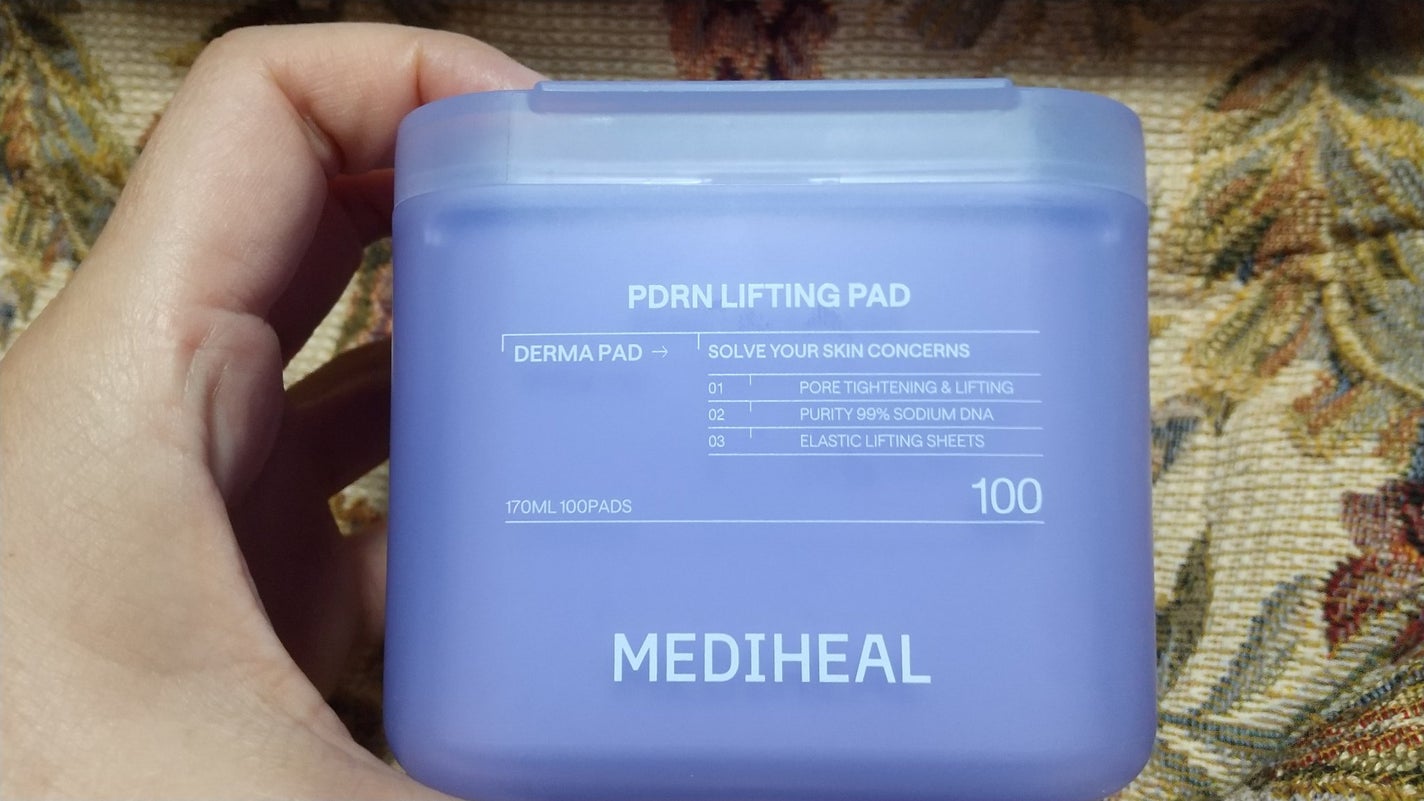 PDRN LIFTING PAD
DERMA PAD →
SOLVE YOUR SKIN CONCERNS
01 PORE TIGHTENING & LIFTING
02 PURITY 99% SODIUM DNA
03 ELASTIC LIFTING SHEETS
170ML 100PADS
100
MEDIHEAL